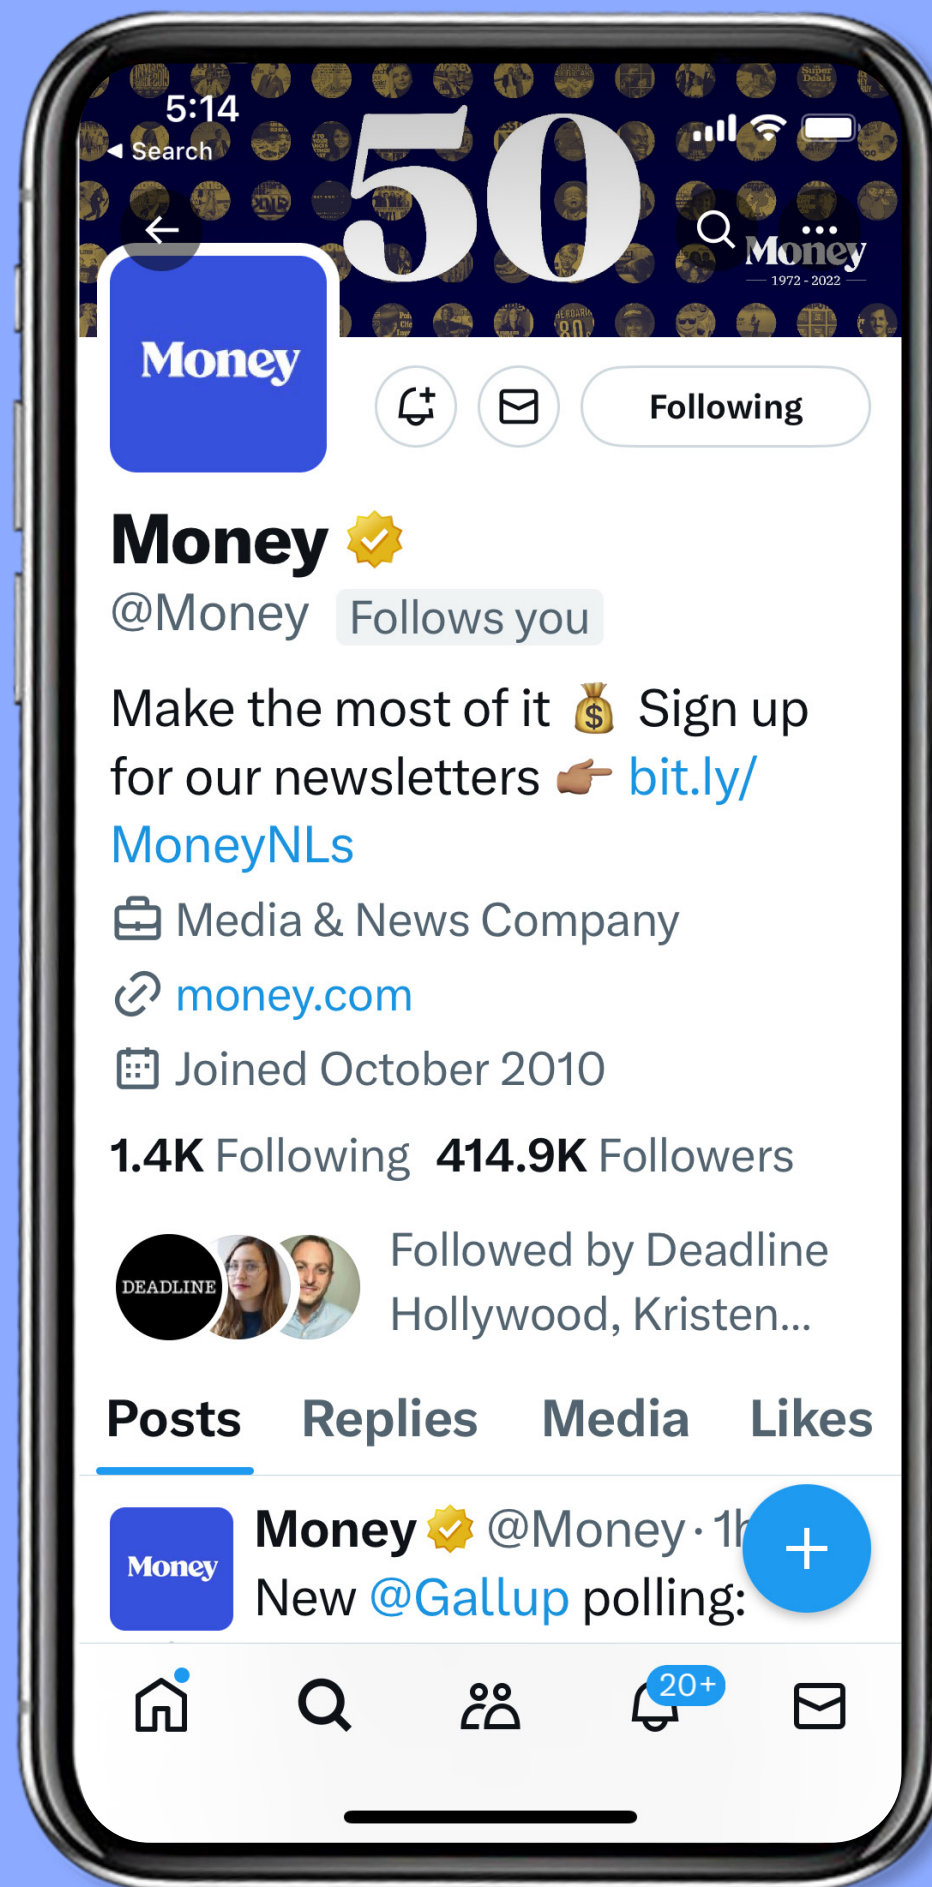 5:14
◄ Search
50
Money
1972 - 2022
Money
Following
Money
@Money Follows you
Make the most of it 💰 Sign up
for our newsletters 👉🏽 bit.ly/
MoneyNLs
Media & News Company
money.com
Joined October 2010
1.4K Following 414.9K Followers
DEADLINE
Followed by Deadline
Hollywood, Kristen...
Posts Replies Media Likes
Money
Money @Money · 1h
New @Gallup polling:
20+